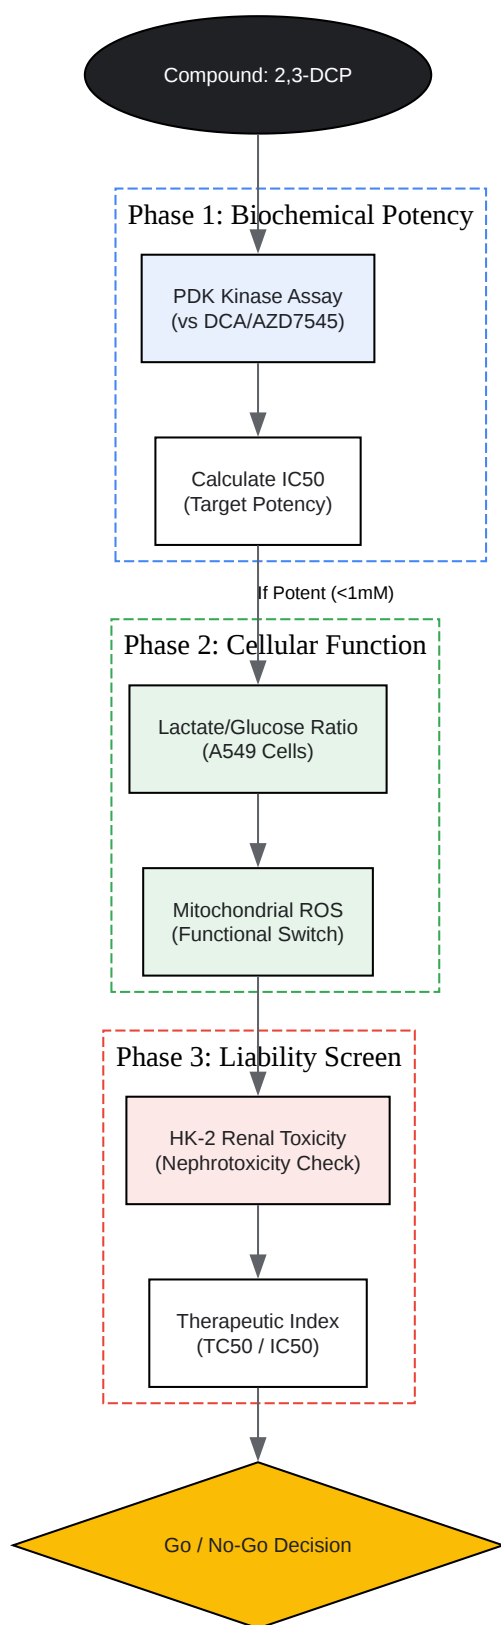 Compound: 2,3-DCP
Phase 1: Biochemical Potency
PDK Kinase Assay
(vs DCA/AZD7545)
Calculate IC50
(Target Potency)
If Potent (<1mM)
Phase 2: Cellular Function
Lactate/Glucose Ratio
(A549 Cells)
Mitochondrial ROS
(Functional Switch)
Phase 3: Liability Screen
HK-2 Renal Toxicity
(Nephrotoxicity Check)
Therapeutic Index
(TC50 / IC50)
Go / No-Go Decision